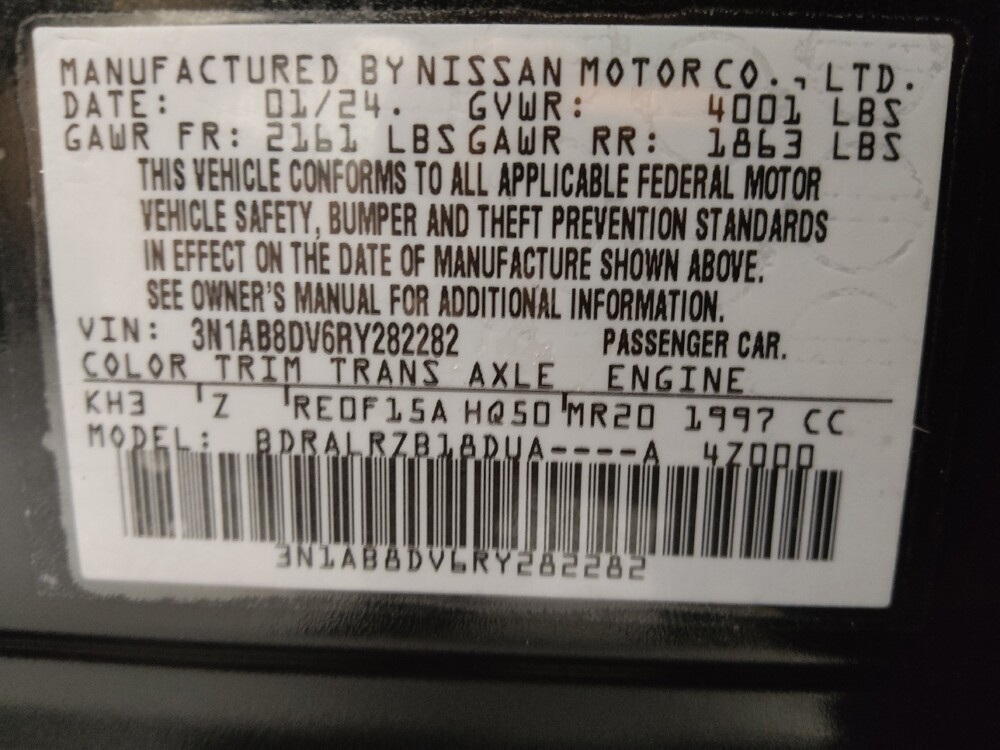 MANUFACTURED BY NISSAN MOTOR CO., LTD.
DATE: 01/24. GVWR: 4001 LBS
GAWR FR: 2161 LBS GAWR RR: 1863 LBS
THIS VEHICLE CONFORMS TO ALL APPLICABLE FEDERAL MOTOR
VEHICLE SAFETY, BUMPER AND THEFT PREVENTION STANDARDS
IN EFFECT ON THE DATE OF MANUFACTURE SHOWN ABOVE.
SEE OWNER'S MANUAL FOR ADDITIONAL INFORMATION.
VIN: 3N1AB8DV6RY282282 PASSENGER CAR.
COLOR TRIM TRANS AXLE ENGINE
KH3 Z RE0F15A HQ50 MR20 1997 CC
MODEL: BDRALRZB18DUA----A 4Z000
3N1AB8DV6RY282282